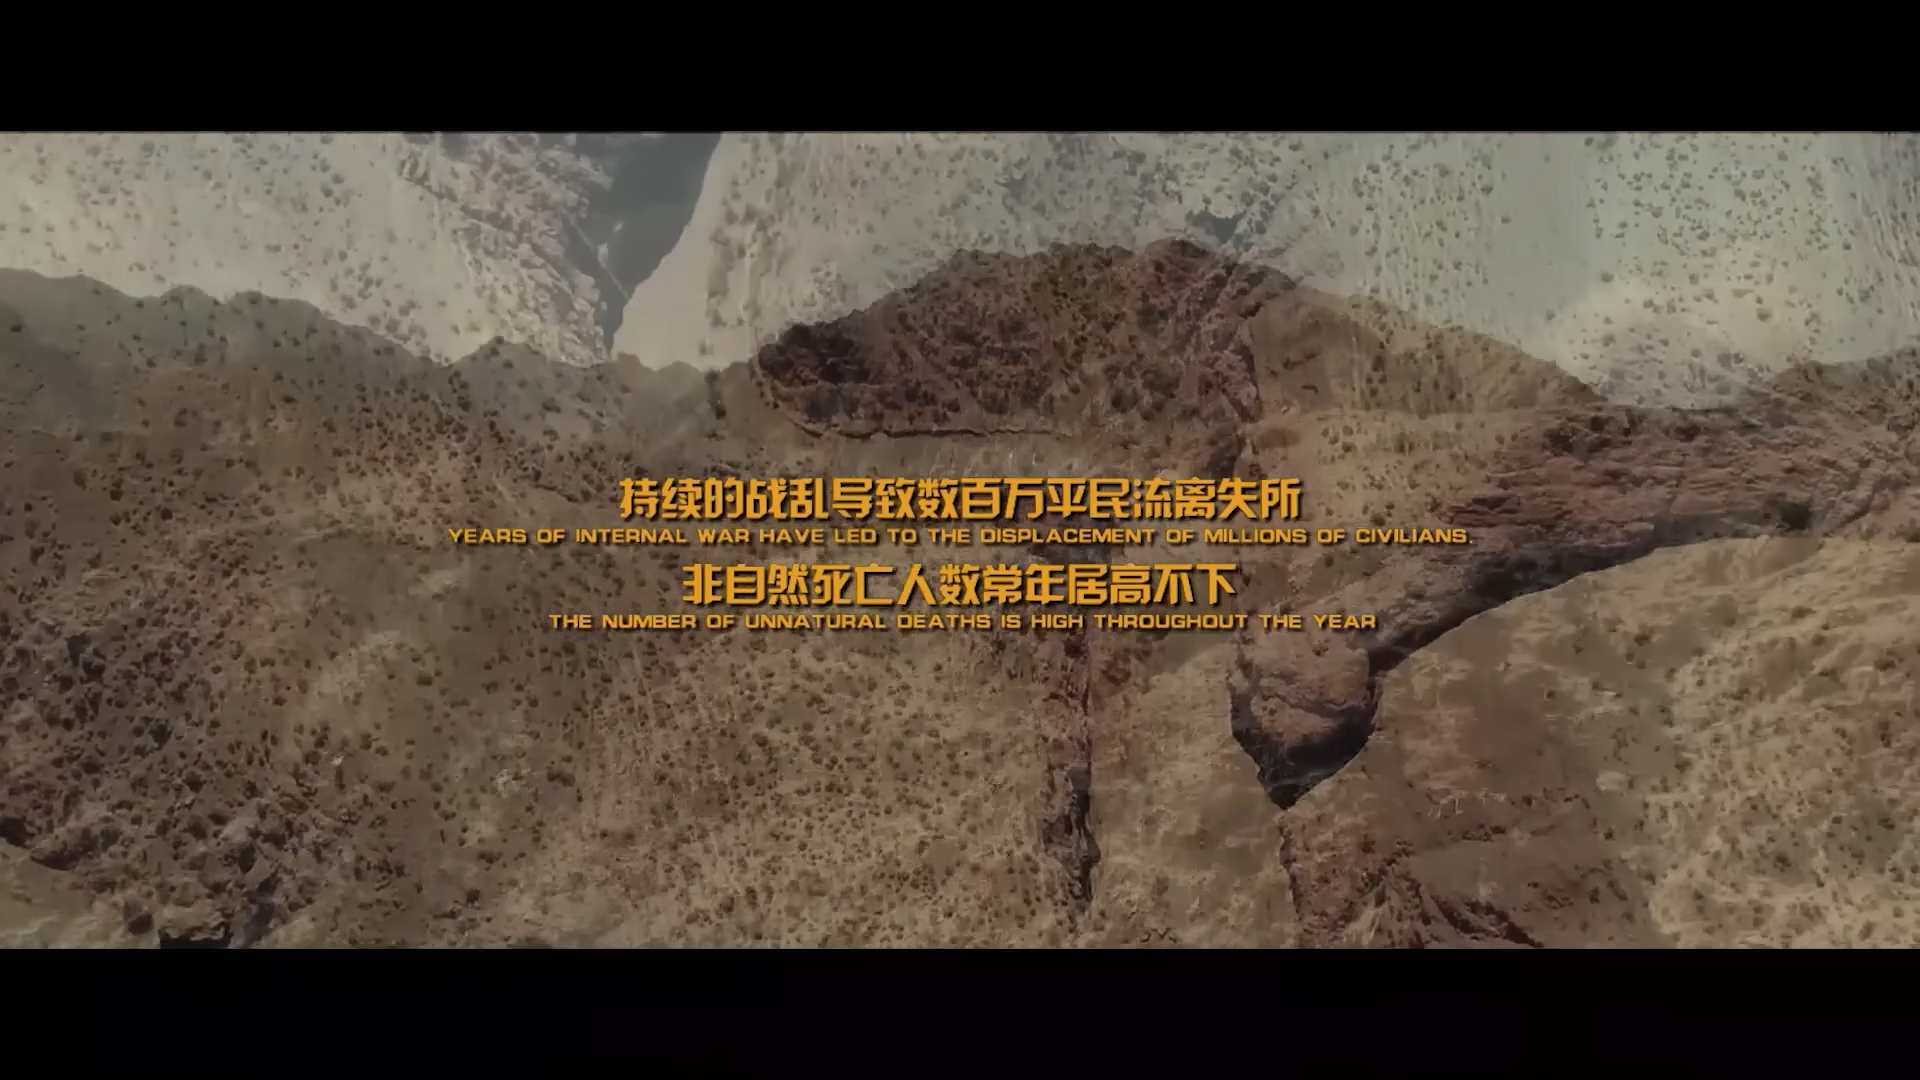 持续的战乱导致数百万平民流离失所
YEARS OF INTERNAL WAR HAVE LED TO THE DISPLACEMENT OF MILLIONS OF CIVILIANS.
非自然死亡人数常年居高不下
THE NUMBER OF UNNATURAL DEATHS IS HIGH THROUGHOUT THE YEAR